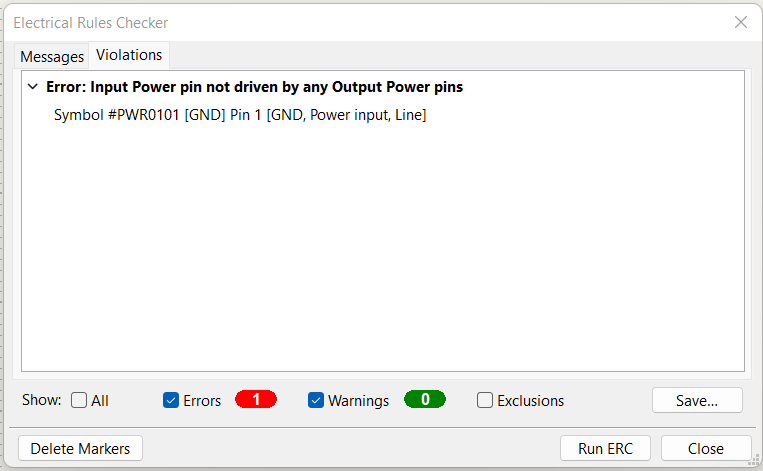 Electrical Rules Checker
Messages Violations
Error: Input Power pin not driven by any Output Power pins
Symbol #PWR0101 [GND] Pin 1 [GND, Power input, Line]
Show: All Errors 1 Warnings 0 Exclusions Save...
Delete Markers Run ERC Close